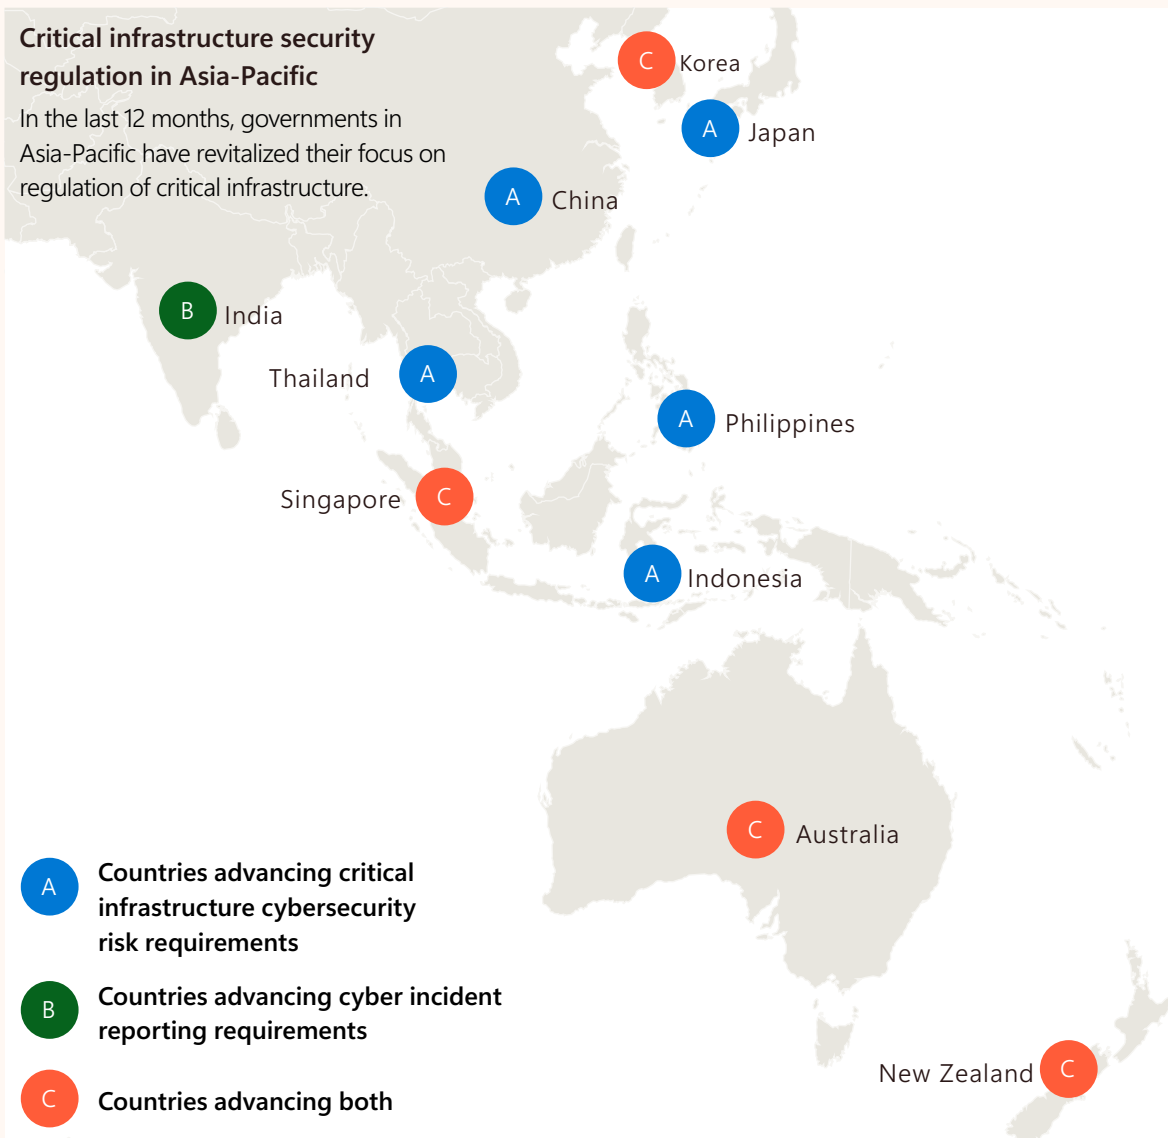 Critical infrastructure security
regulation in Asia-Pacific
In the last 12 months, governments in
Asia-Pacific have revitalized their focus on
regulation of critical infrastructure.
C Korea
A Japan
A China
B India
Thailand A
A Philippines
Singapore C
A Indonesia
C Australia
A Countries advancing critical
infrastructure cybersecurity
risk requirements
B Countries advancing cyber incident
reporting requirements
New Zealand C
C Countries advancing both